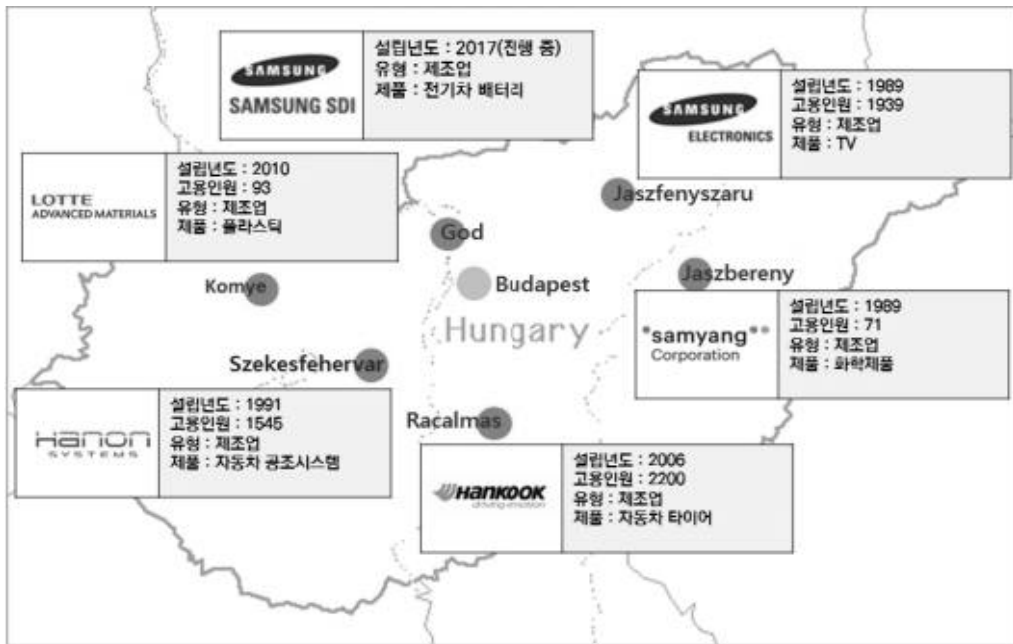 SAMSUNG
SAMSUNG SDI
설립년도 : 2017(진행 중)
유형 : 제조업
제품 : 전기차 배터리
SAMSUNG
ELECTRONICS
설립년도 : 1989
고용인원 : 1939
유형 : 제조업
제품 : TV
LOTTE
ADVANCED MATERIALS
설립년도 : 2010
고용인원 : 93
유형 : 제조업
제품 :플라스틱
Jaszfenyszaru
God
Komye
Budapest
Jaszbereny
Hungary
samyang
Corporation
설립년도 : 1989
고용인원 : 71
유형 : 제조업
제품 : 화학제품
Szekesfehervar
Hanon
SYSTEMS
설립년도 : 1991
고용인원 : 1545
유형 : 제조업
제품 : 자동차 공조시스템
Racalmas
HANKOOK
driving emotion
설립년도 : 2006
고용인원 : 2200
유형 : 제조업
제품 : 자동차 타이어